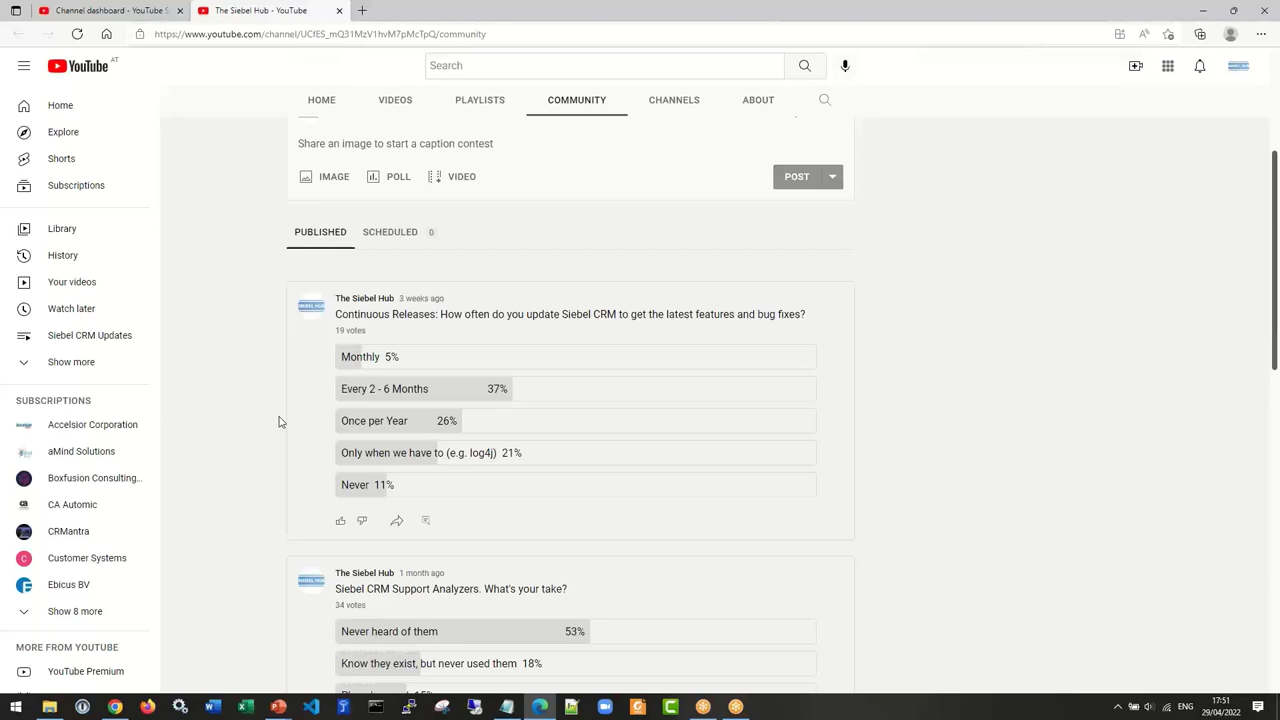 Channel dashboard - YouTube S
The Siebel Hub - YouTube
https://www.youtube.com/channel/UCfES_mQ31MzV1hvM7pMcTpQ/community
YouTube AT
Search
HOME
VIDEOS
PLAYLISTS
COMMUNITY
CHANNELS
ABOUT
Home
Explore
Shorts
Subscriptions
Library
History
Your videos
Watch later
Siebel CRM Updates
Show more
SUBSCRIPTIONS
Accelsior Corporation
aMind Solutions
Boxfusion Consulting...
CA Automic
CRMantra
Customer Systems
Ebicus BV
Show 8 more
MORE FROM YOUTUBE
YouTube Premium
Share an image to start a caption contest
IMAGE
POLL
VIDEO
POST
PUBLISHED
SCHEDULED 0
The Siebel Hub 3 weeks ago
Continuous Releases: How often do you update Siebel CRM to get the latest features and bug fixes?
19 votes
Monthly 5%
Every 2 - 6 Months 37%
Once per Year 26%
Only when we have to (e.g. log4j) 21%
Never 11%
The Siebel Hub 1 month ago
Siebel CRM Support Analyzers. What's your take?
34 votes
Never heard of them 53%
Know they exist, but never used them 18%
ENG
17:51
29/04/2022